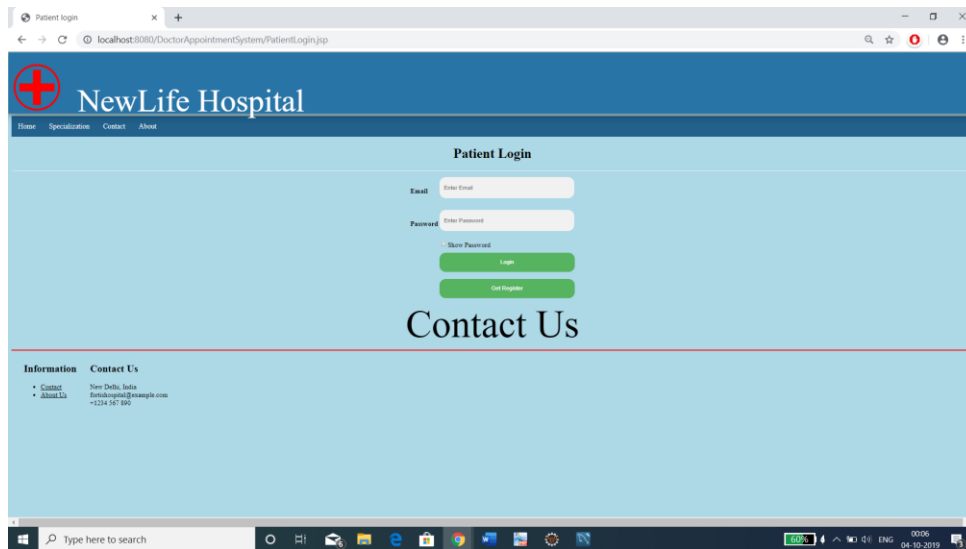 Patient login
localhost:8080/DoctorAppointmentSystem/PatientLogin.jsp
NewLife Hospital
Home Specialization Contact About
Patient Login
Email Enter Email
Password Enter Password
Show Password
Login
Get Register
Contact Us
Information Contact Us
Contact New Delhi, India
About Us fortishospital@example.com
+1234 567 890
Type here to search 6 60% ENG 00:06
04-10-2019 3